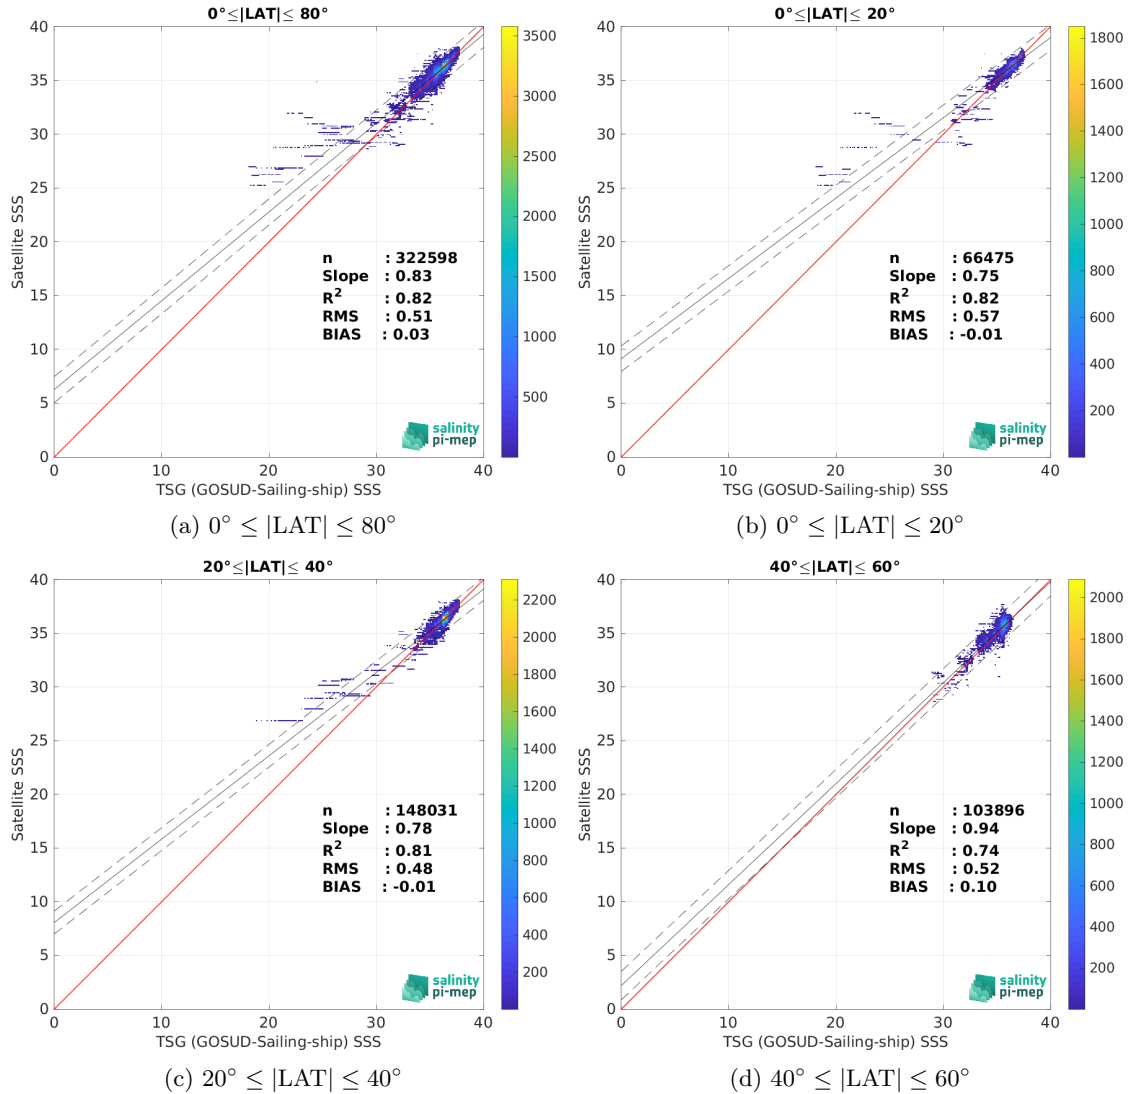 0°≤|LAT|≤ 80°
40
35
30
25
20
15
10
5
0
Satellite SSS
n : 322598
Slope : 0.83
R² : 0.82
RMS : 0.51
BIAS : 0.03
salinity
pi-mep
0 10 20 30 40
TSG (GOSUD-Sailing-ship) SSS
3500
3000
2500
2000
1500
1000
500
(a) 0° ≤ |LAT| ≤ 80°
0°≤|LAT|≤ 20°
40
35
30
25
20
15
10
5
0
Satellite SSS
n : 66475
Slope : 0.75
R² : 0.82
RMS : 0.57
BIAS : -0.01
salinity
pi-mep
0 10 20 30 40
TSG (GOSUD-Sailing-ship) SSS
1800
1600
1400
1200
1000
800
600
400
200
(b) 0° ≤ |LAT| ≤ 20°
20°≤|LAT|≤ 40°
40
35
30
25
20
15
10
5
0
Satellite SSS
n : 148031
Slope : 0.78
R² : 0.81
RMS : 0.48
BIAS : -0.01
salinity
pi-mep
0 10 20 30 40
TSG (GOSUD-Sailing-ship) SSS
2200
2000
1800
1600
1400
1200
1000
800
600
400
200
(c) 20° ≤ |LAT| ≤ 40°
40°≤|LAT|≤ 60°
40
35
30
25
20
15
10
5
0
Satellite SSS
n : 103896
Slope : 0.94
R² : 0.74
RMS : 0.52
BIAS : 0.10
salinity
pi-mep
0 10 20 30 40
TSG (GOSUD-Sailing-ship) SSS
2000
1800
1600
1400
1200
1000
800
600
400
200
(d) 40° ≤ |LAT| ≤ 60°